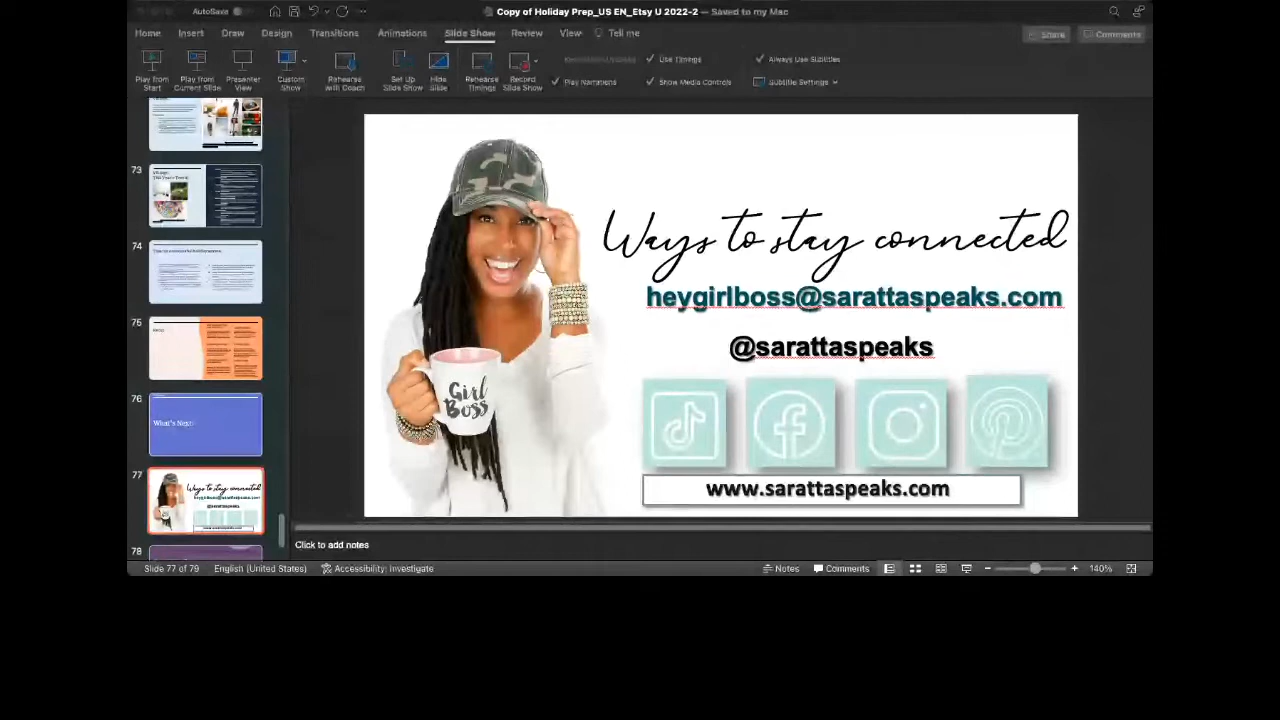 AutoSave
Copy of Holiday Prep_US EN_Etsy U 2022-2 — Saved to my Mac
Home Insert Draw Design Transitions Animations Slide Show Review View Tell me
Share Comments
Play from Start
Play from Current Slide
Presenter View
Custom Show
Rehearse with Coach
Set Up Slide Show
Hide Slide
Rehearse Timings
Record Slide Show
Use Timings
Always Use Subtitles
Play Narrations
Show Media Controls
Subtitle Settings
73
74
75
76
What's Next
77
78
Ways to stay connected
heygirlboss@sarattaspeaks.com
@sarattaspeaks
www.sarattaspeaks.com
Girl
Boss
Click to add notes
Slide 77 of 79 English (United States) Accessibility: Investigate Notes Comments 140%